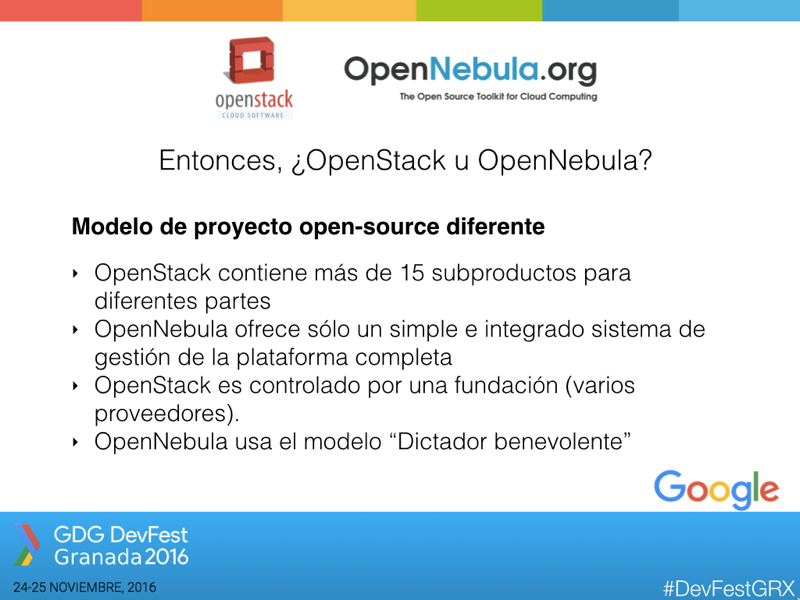 openstack
CLOUD SOFTWARE
OpenNebula.org
The Open Source Toolkit for Cloud Computing
Entonces, ¿OpenStack u OpenNebula?
Modelo de proyecto open-source diferente
‣ OpenStack contiene más de 15 subproductos para
diferentes partes
‣ OpenNebula ofrece sólo un simple e integrado sistema de
gestión de la plataforma completa
‣ OpenStack es controlado por una fundación (varios
proveedores).
‣ OpenNebula usa el modelo “Dictador benevolente”
Google
GDG DevFest
Granada2016
24-25 NOVIEMBRE, 2016
#DevFestGRX